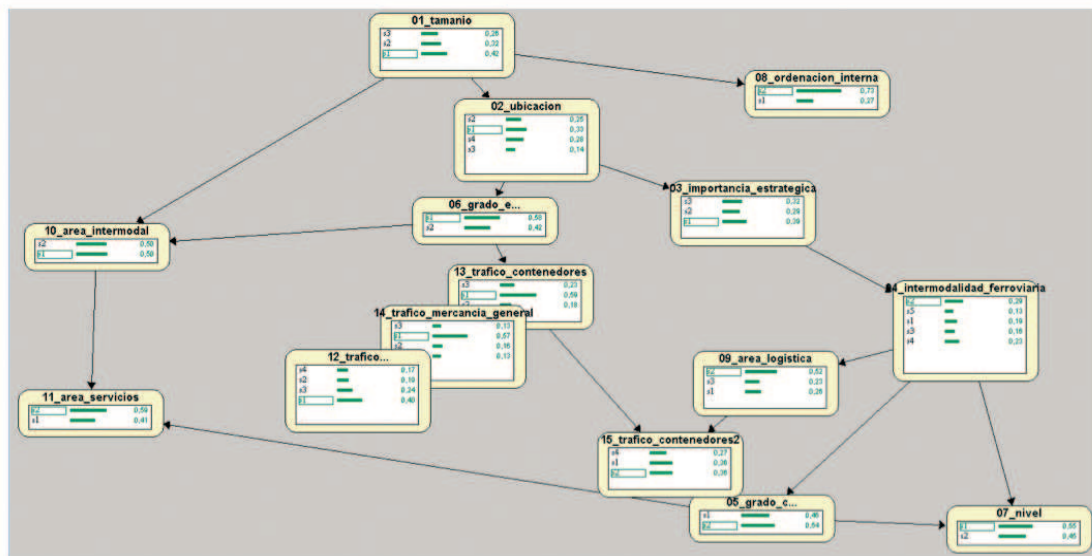 01_tamanio
s3 0,26
s2 0,32
s1 0,42
08_ordenacion_interna
s2 0,73
s1 0,27
02_ubicacion
s2 0,25
s1 0,33
s4 0,28
s3 0,14
03_importancia_estrategica
s3 0,32
s2 0,28
s1 0,39
06_grado_e...
s1 0,58
s2 0,42
10_area_intermodal
s2 0,50
s1 0,50
13_trafico_contenedores
s3 0,23
s1 0,59
0,18
14_trafico_mercancia_general
s3 0,13
s1 0,57
s2 0,16
0,13
4_intermodalidad_ferroviaria
s2 0,28
s5 0,13
s1 0,19
s3 0,18
s4 0,23
12_trafico...
s4 0,17
s2 0,19
s3 0,24
s1 0,40
09_area_logistica
s2 0,52
s3 0,23
s1 0,26
11_area_servicios
s2 0,59
s1 0,41
15_trafico_contenedores2
s4 0,27
s1 0,36
s2 0,36
05_grado_c...
s1 0,46
s2 0,54
07_nivel
s1 0,55
s2 0,45